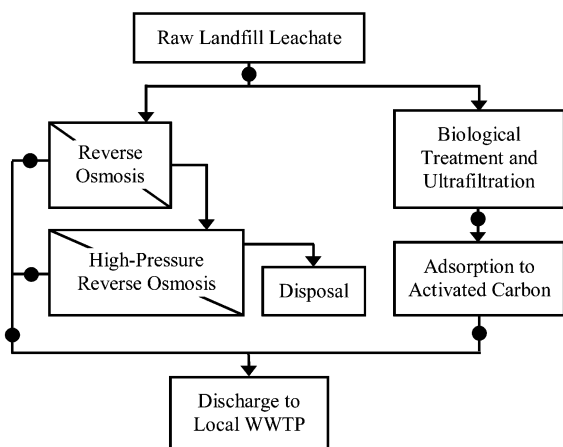 Raw Landfill Leachate
Reverse
Osmosis
Biological
Treatment and
Ultrafiltration
High-Pressure
Reverse Osmosis
Disposal
Adsorption to
Activated Carbon
Discharge to
Local WWTP